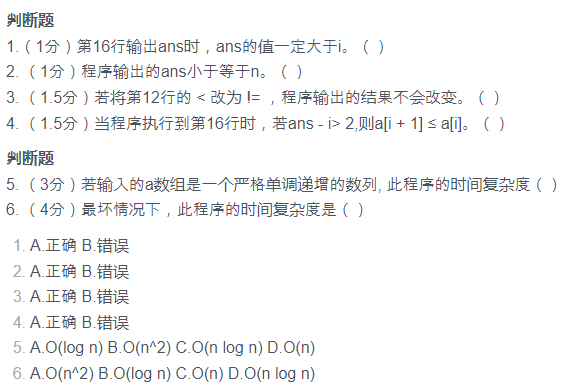 判断题
1.（1分）第16行输出ans时，ans的值一定大于i。（ ）
2.（1分）程序输出的ans小于等于n。（ ）
3.（1.5分）若将第12行的 < 改为 != ，程序输出的结果不会改变。（ ）
4.（1.5分）当程序执行到第16行时，若ans - i> 2,则a[i + 1] ≤ a[i]。（ ）
判断题
5.（3分）若输入的a数组是一个严格单调递增的数列, 此程序的时间复杂度（ ）
6.（4分）最坏情况下，此程序的时间复杂度是（ ）
1. A.正确 B.错误
2. A.正确 B.错误
3. A.正确 B.错误
4. A.正确 B.错误
5. A.O(log n) B.O(n^2) C.O(n log n) D.O(n)
6. A.O(n^2) B.O(log n) C.O(n) D.O(n log n)